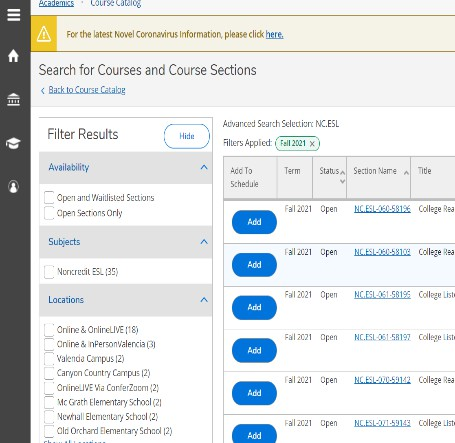 Academics · Course Catalog
For the latest Novel Coronavirus Information, please click here.
Search for Courses and Course Sections
< Back to Course Catalog
Filter Results
Hide
Availability
Open and Waitlisted Sections
Open Sections Only
Subjects
Noncredit ESL (35)
Locations
Online & OnlineLIVE (18)
Online & InPersonValencia (3)
Valencia Campus (2)
Canyon Country Campus (2)
OnlineLIVE Via ConferZoom (2)
Mc Grath Elementary School (2)
Newhall Elementary School (2)
Old Orchard Elementary School (2)
Advanced Search Selection: NC.ESL
Filters Applied: Fall 2021 ×
Add To Schedule Term Status Section Name Title
Add Fall 2021 Open NC.ESL-060-58196 College Rea
Add Fall 2021 Open NC.ESL-060-58103 College Rea
Add Fall 2021 Open NC.ESL-061-58195 College List
Add Fall 2021 Open NC.ESL-061-58197 College List
Add Fall 2021 Open NC.ESL-070-59142 College Rea
Add Fall 2021 Open NC.ESL-071-59143 College List